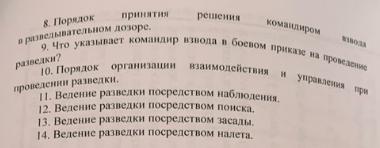 8. Порядок принятия решения командиром взвода
в разведывательном дозоре.
9. Что указывает командир взвода в боевом приказе на проведение
разведки?
10. Порядок организации взаимодействия и управления при
проведении разведки.
11. Ведение разведки посредством наблюдения.
12. Ведение разведки посредством поиска.
13. Ведение разведки посредством засады.
14. Ведение разведки посредством налета.